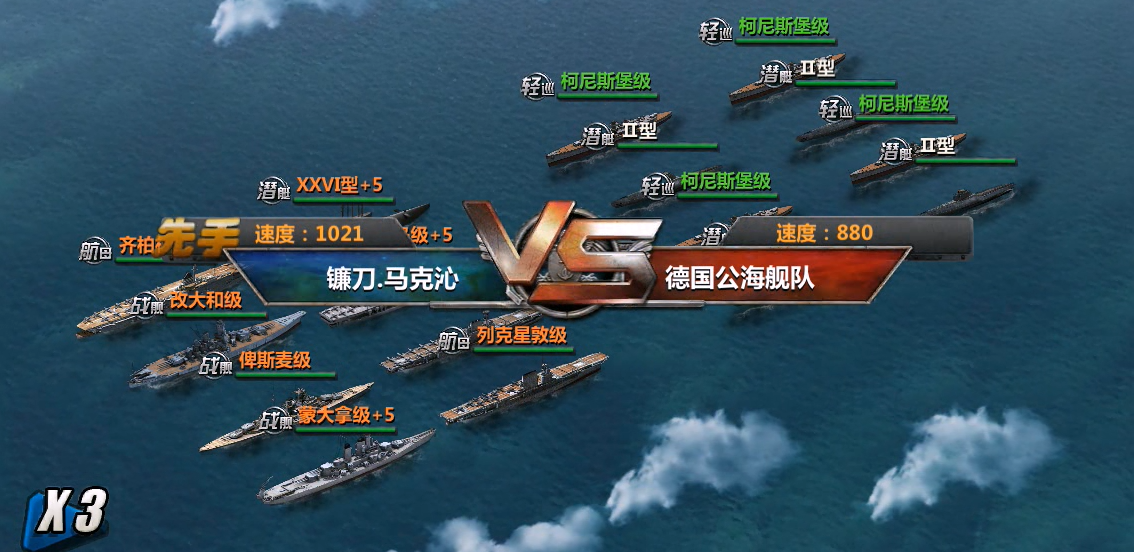 轻巡 柯尼斯堡级
潜艇 II型
轻巡 柯尼斯堡级
轻巡 柯尼斯堡级
潜艇 II型
潜艇 II型
轻巡 柯尼斯堡级
潜艇 XXVI型+5
先手 速度：1021
级+5
速度：880
航母 齐柏
镰刀.马克沁
VS
德国公海舰队
战舰 改大和级
航母 列克星敦级
战舰 俾斯麦级
战舰 蒙大拿级+5
X3